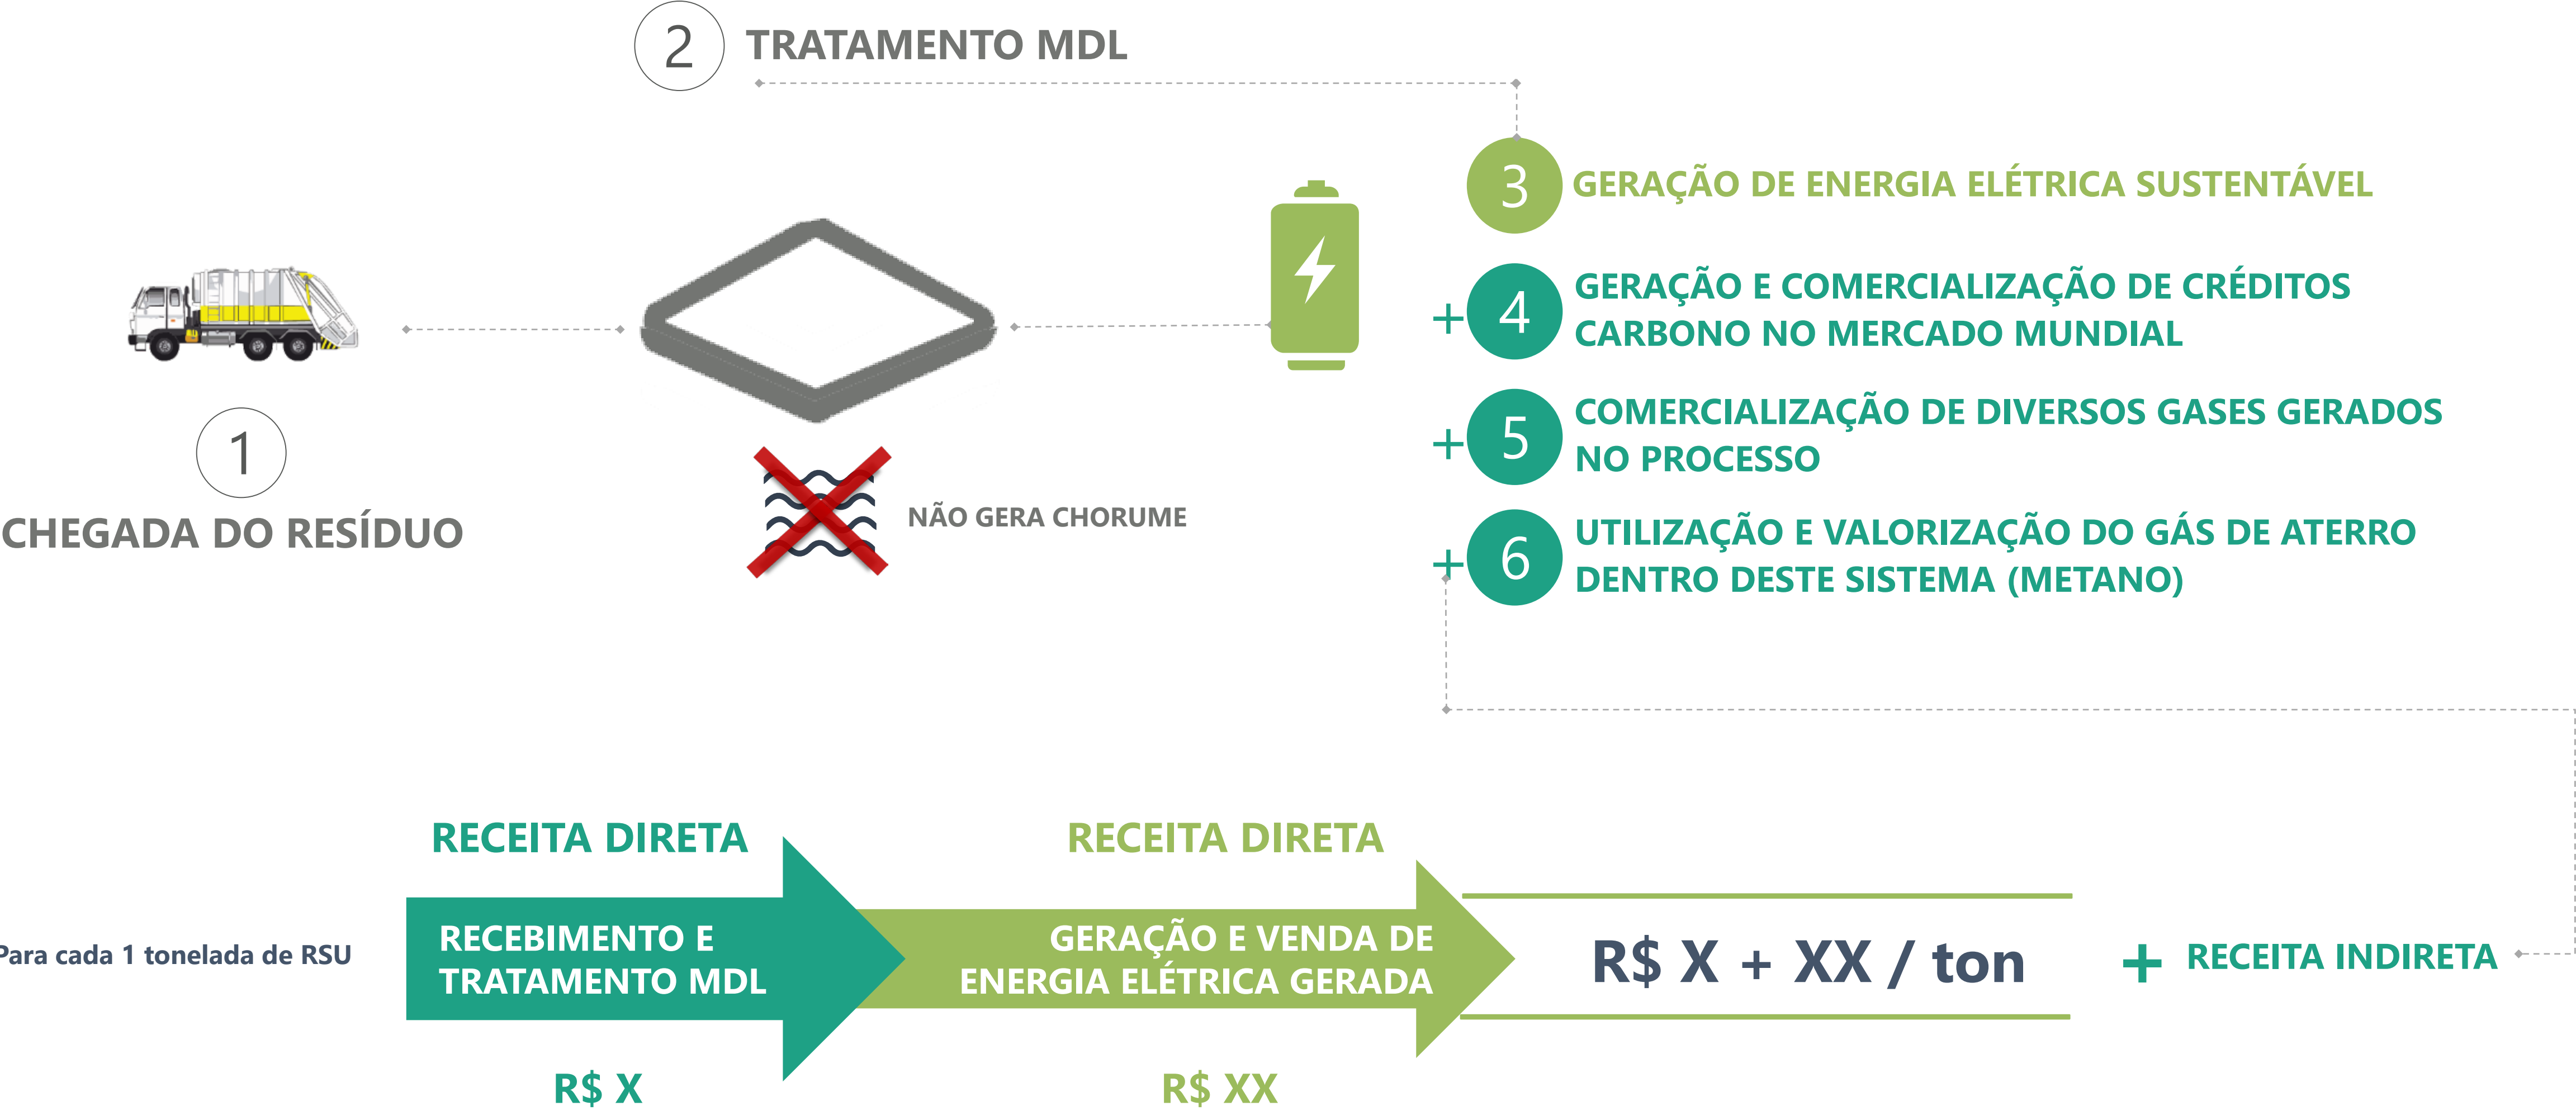 2 TRATAMENTO MDL
3 GERAÇÃO DE ENERGIA ELÉTRICA SUSTENTÁVEL
+ 4 GERAÇÃO E COMERCIALIZAÇÃO DE CRÉDITOS
CARBONO NO MERCADO MUNDIAL
+ 5 COMERCIALIZAÇÃO DE DIVERSOS GASES GERADOS
NO PROCESSO
+ 6 UTILIZAÇÃO E VALORIZAÇÃO DO GÁS DE ATERRO
DENTRO DESTE SISTEMA (METANO)
1
CHEGADA DO RESÍDUO
NÃO GERA CHORUME
RECEITA DIRETA
RECEITA DIRETA
Para cada 1 tonelada de RSU
RECEBIMENTO E
TRATAMENTO MDL
GERAÇÃO E VENDA DE
ENERGIA ELÉTRICA GERADA
R$ X + XX / ton
+ RECEITA INDIRETA
R$ X
R$ XX